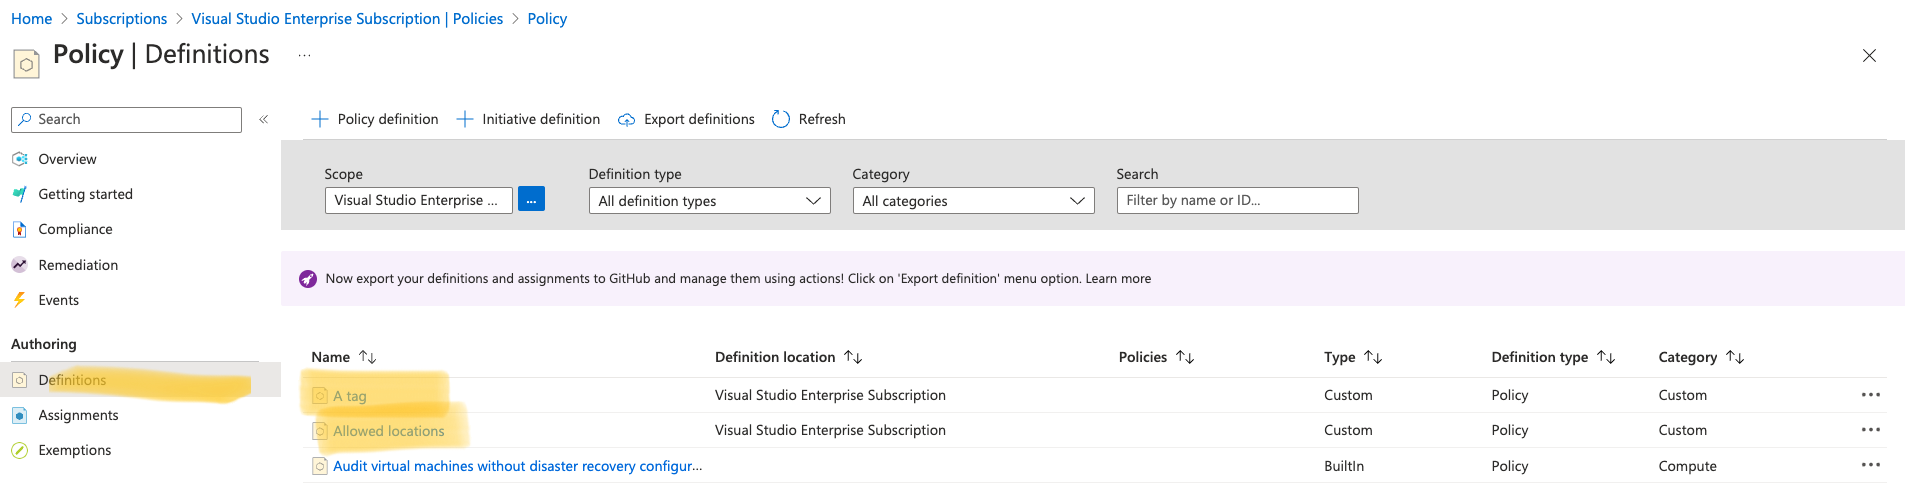 Home > Subscriptions > Visual Studio Enterprise Subscription | Policies > Policy
Policy | Definitions ...
Search «
Overview
Getting started
Compliance
Remediation
Events
Authoring
Definitions
Assignments
Exemptions
+ Policy definition + Initiative definition Export definitions Refresh
Scope Definition type Category Search
Visual Studio Enterprise ... ... All definition types All categories Filter by name or ID...
Now export your definitions and assignments to GitHub and manage them using actions! Click on 'Export definition' menu option. Learn more
Name ↑↓ Definition location ↑↓ Policies ↑↓ Type ↑↓ Definition type ↑↓ Category ↑↓
A tag Visual Studio Enterprise Subscription Custom Policy Custom ...
Allowed locations Visual Studio Enterprise Subscription Custom Policy Custom ...
Audit virtual machines without disaster recovery configur... BuiltIn Policy Compute ...